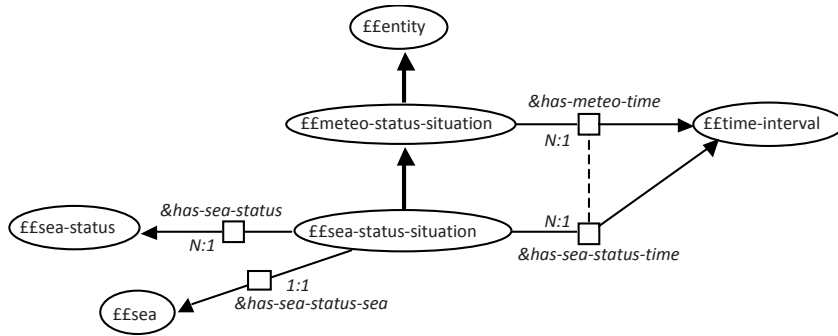 ££entity
&has-meteo-time
££meteo-status-situation
££time-interval
N:1
&has-sea-status
N:1
££sea-status
££sea-status-situation
N:1
&has-sea-status-time
1:1
&has-sea-status-sea
££sea